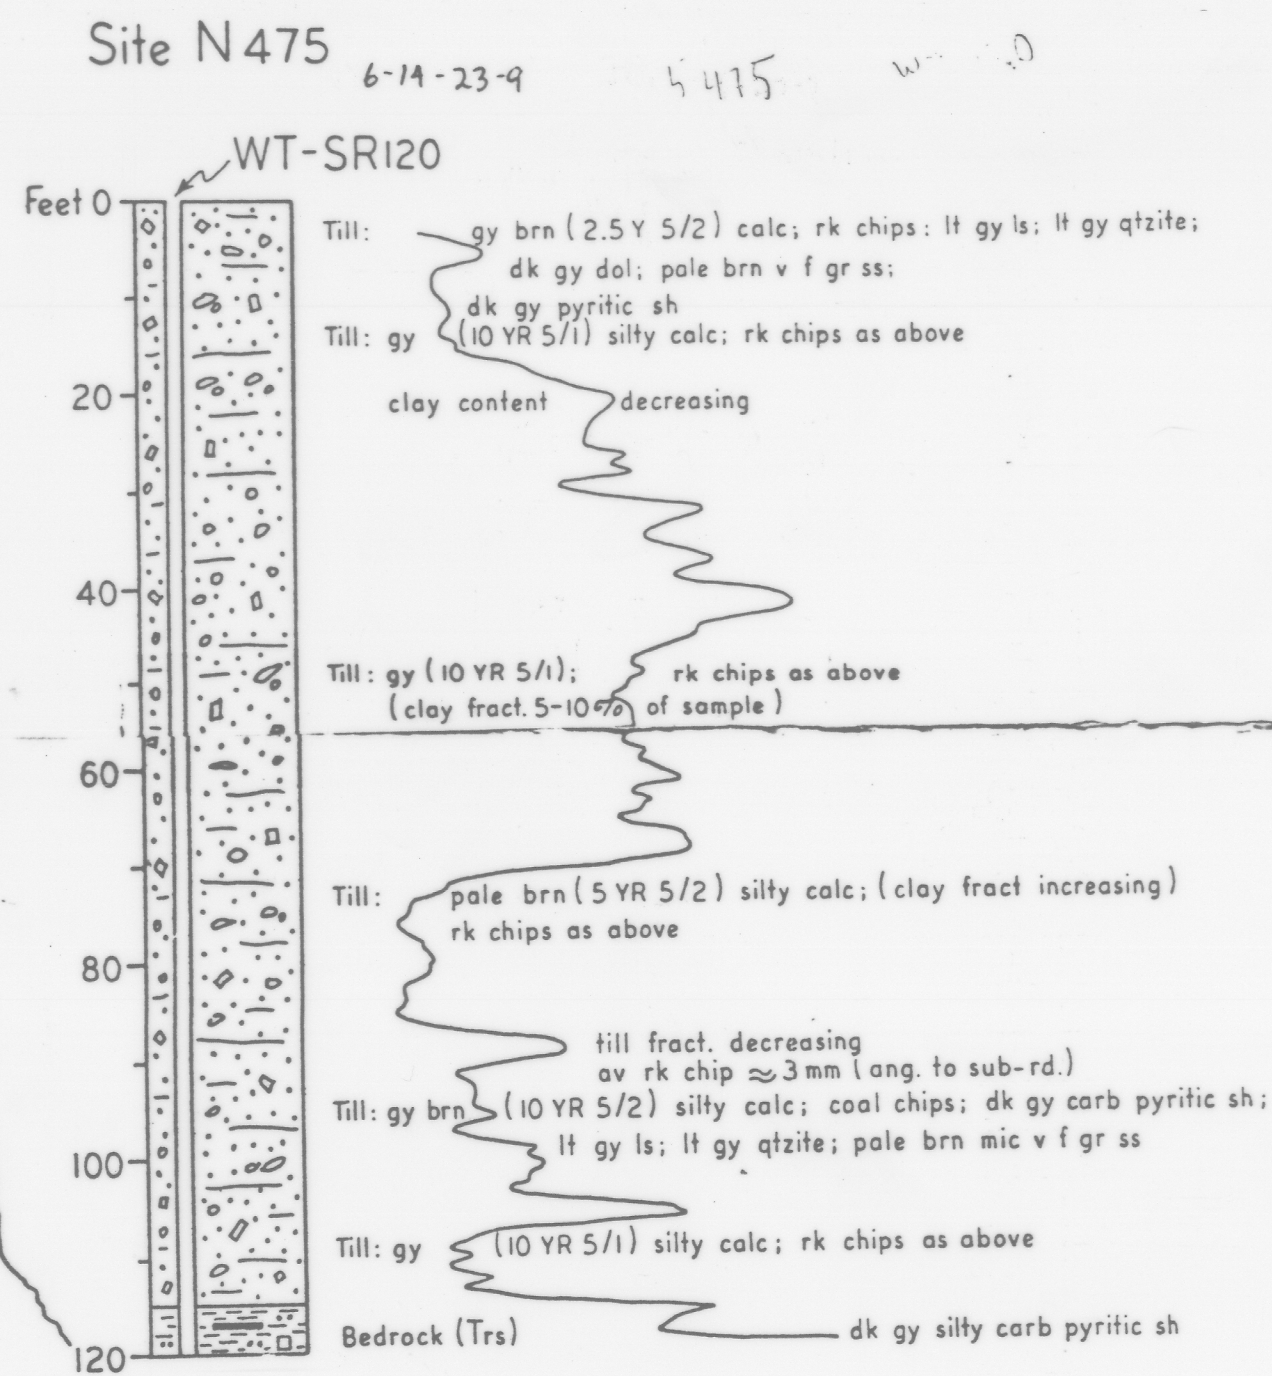 Site N475
6-14-23-9
5475
WT-SR120
Feet 0
Till: gy brn (2.5 Y 5/2) calc; rk chips: lt gy ls; lt gy qtzite;
dk gy dol; pale brn v f gr ss;
dk gy pyritic sh
Till: gy (10 YR 5/1) silty calc; rk chips as above
20
clay content decreasing
40
Till: gy (10 YR 5/1); rk chips as above
(clay fract. 5-10% of sample)
60
Till: pale brn (5 YR 5/2) silty calc; (clay fract increasing)
rk chips as above
80
till fract. decreasing
av rk chip ≈ 3mm (ang. to sub-rd.)
Till: gy brn (10 YR 5/2) silty calc; coal chips; dk gy carb pyritic sh;
lt gy ls; lt gy qtzite; pale brn mic v f gr ss
100
Till: gy (10 YR 5/1) silty calc; rk chips as above
Bedrock (Trs) dk gy silty carb pyritic sh
120